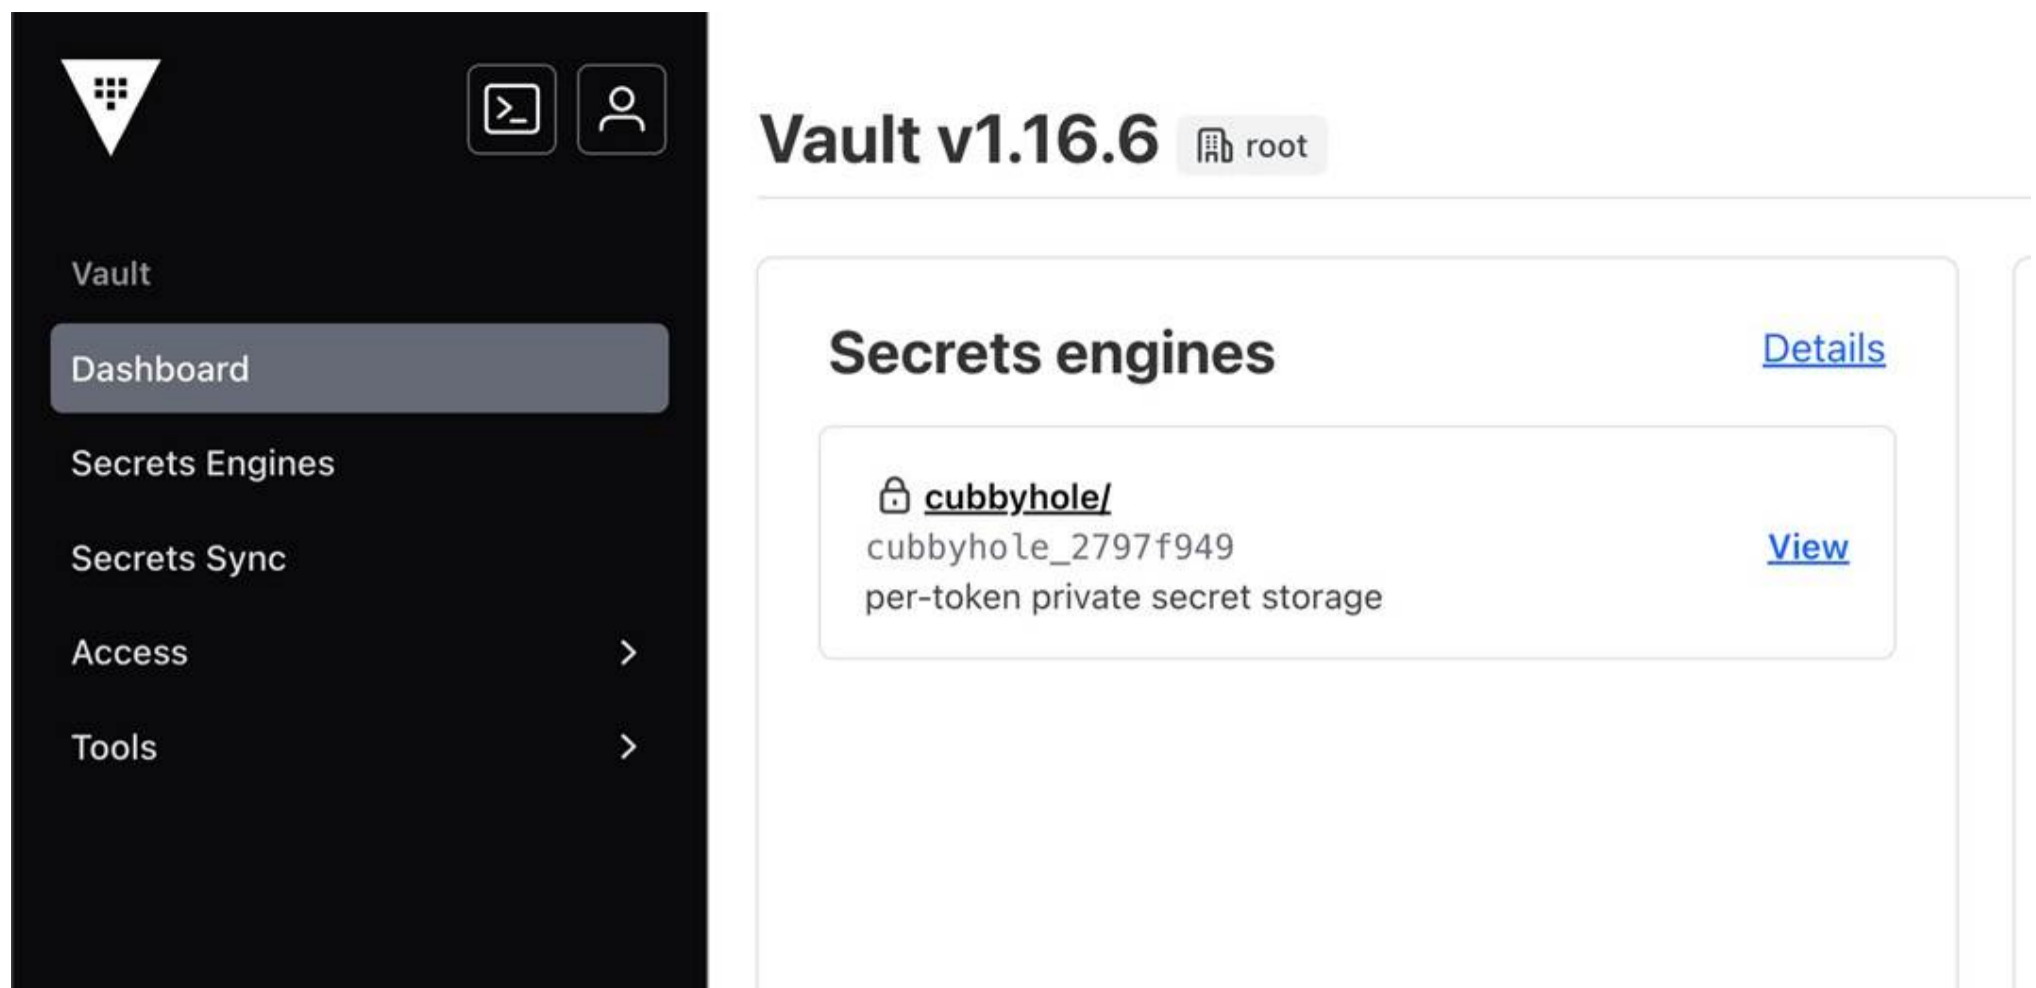 Vault
Dashboard
Secrets Engines
Secrets Sync
Access
Tools
Vault v1.16.6 root
Secrets engines Details
cubbyhole/
cubbyhole_2797f949
View
per-token private secret storage